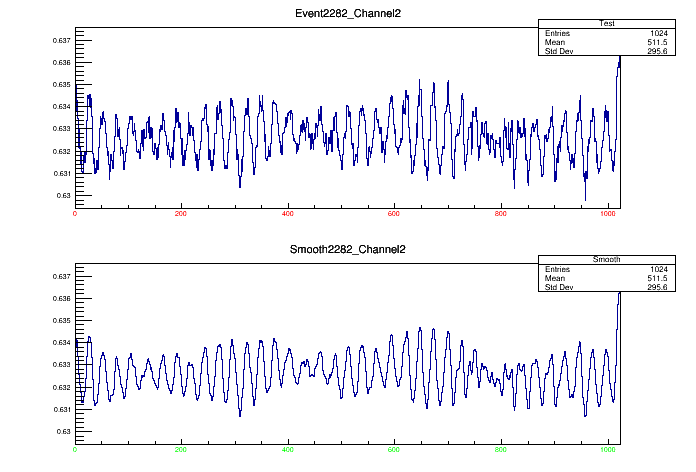 Event2282_Channel2
Test
Entries 1024
Mean 511.5
Std Dev 295.6
0.637
0.636
0.635
0.634
0.633
0.632
0.631
0.63
0 200 400 600 800 1000
Smooth2282_Channel2
Smooth
Entries 1024
Mean 511.5
Std Dev 295.6
0.637
0.636
0.635
0.634
0.633
0.632
0.631
0.63
0 200 400 600 800 1000